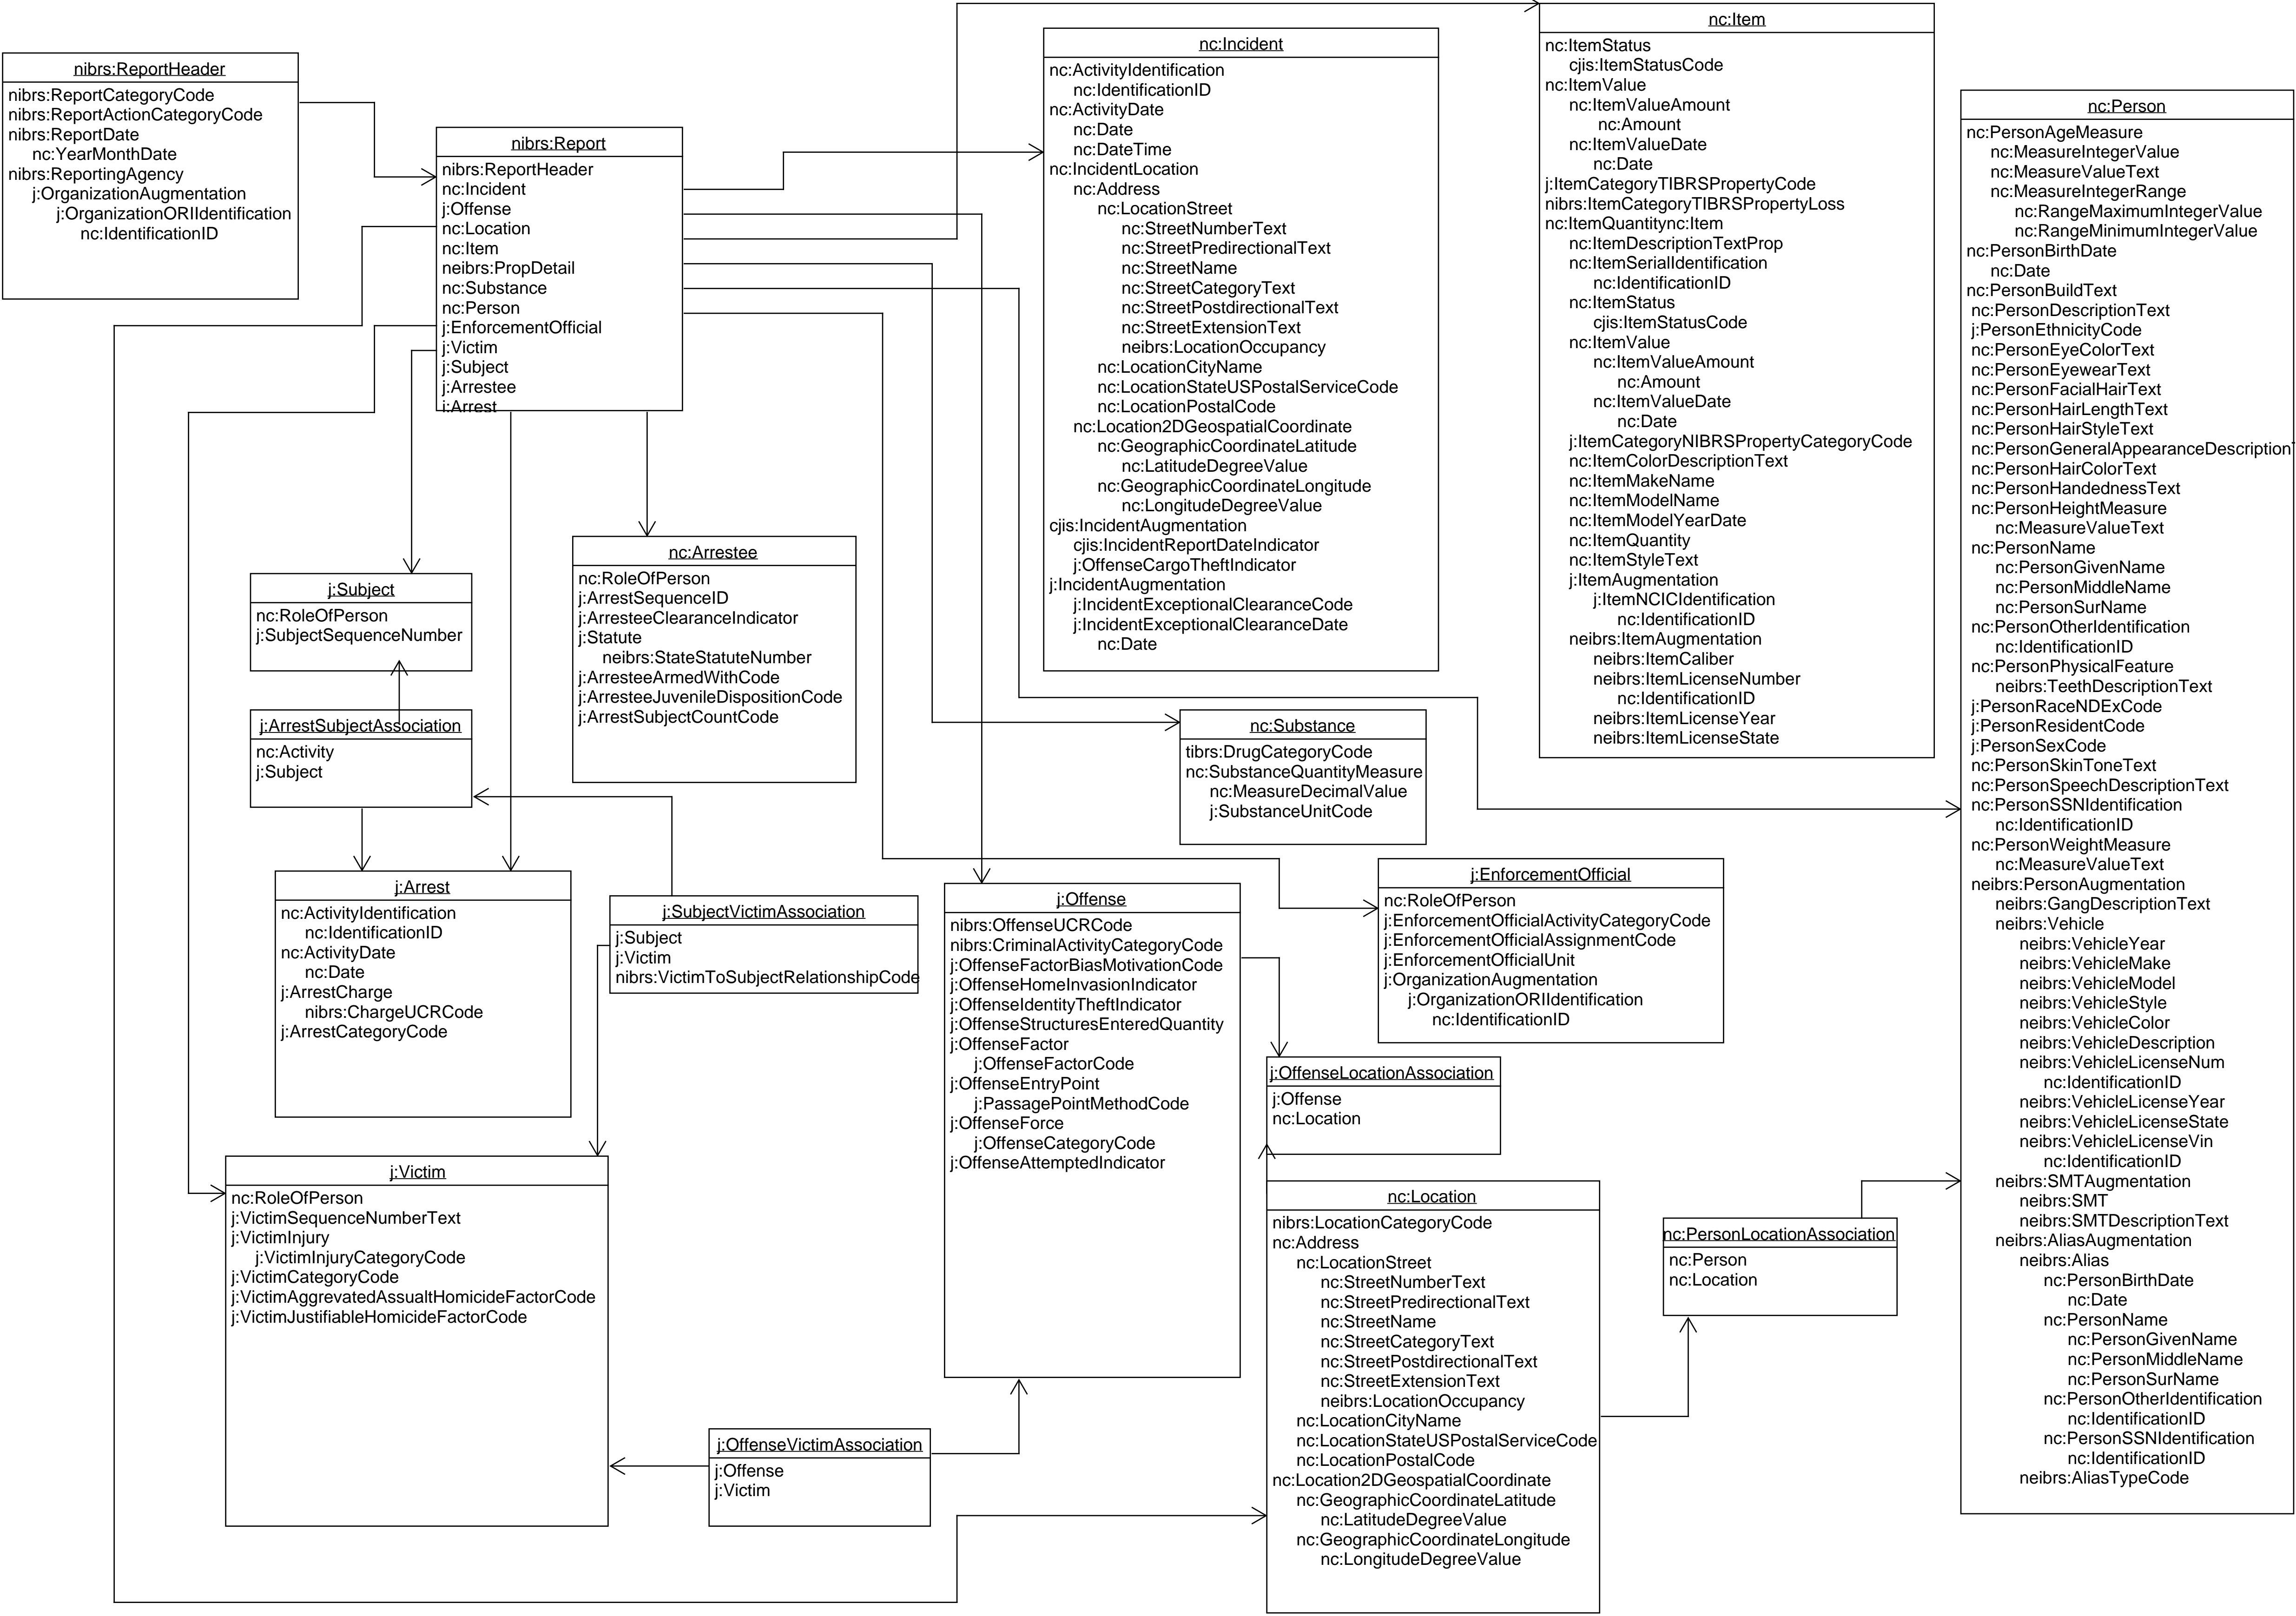 nibrs:ReportHeader
nibrs:ReportCategoryCode
nibrs:ReportActionCategoryCode
nibrs:ReportDate
nc:YearMonthDate
nibrs:ReportingAgency
j:OrganizationAugmentation
j:OrganizationORIIdentification
nc:IdentificationID
nibrs:Report
nibrs:ReportHeader
nc:Incident
j:Offense
nc:Location
nc:Item
neibrs:PropDetail
nc:Substance
nc:Person
j:EnforcementOfficial
j:Victim
j:Subject
j:Arrestee
j:Arrest
nc:Incident
nc:ActivityIdentification
nc:IdentificationID
nc:ActivityDate
nc:Date
nc:DateTime
nc:IncidentLocation
nc:Address
nc:LocationStreet
nc:StreetNumberText
nc:StreetPredirectionalText
nc:StreetName
nc:StreetCategoryText
nc:StreetPostdirectionalText
nc:StreetExtensionText
neibrs:LocationOccupancy
nc:LocationCityName
nc:LocationStateUSPostalServiceCode
nc:LocationPostalCode
nc:Location2DGeospatialCoordinate
nc:GeographicCoordinateLatitude
nc:LatitudeDegreeValue
nc:GeographicCoordinateLongitude
nc:LongitudeDegreeValue
cjis:IncidentAugmentation
cjis:IncidentReportDateIndicator
j:OffenseCargoTheftIndicator
j:IncidentAugmentation
j:IncidentExceptionalClearanceCode
j:IncidentExceptionalClearanceDate
nc:Date
nc:Item
nc:ItemStatus
cjis:ItemStatusCode
nc:ItemValue
nc:ItemValueAmount
nc:Amount
nc:ItemValueDate
nc:Date
j:ItemCategoryTIBRSPropertyCode
nibrs:ItemCategoryTIBRSPropertyLoss
nc:ItemQuantitync:Item
nc:ItemDescriptionTextProp
nc:ItemSerialIdentification
nc:IdentificationID
nc:ItemStatus
cjis:ItemStatusCode
nc:ItemValue
nc:ItemValueAmount
nc:Amount
nc:ItemValueDate
nc:Date
j:ItemCategoryNIBRSPropertyCategoryCode
nc:ItemColorDescriptionText
nc:ItemMakeName
nc:ItemModelName
nc:ItemModelYearDate
nc:ItemQuantity
nc:ItemStyleText
j:ItemAugmentation
j:ItemNCICIdentification
nc:IdentificationID
neibrs:ItemAugmentation
neibrs:ItemCaliber
neibrs:ItemLicenseNumber
nc:IdentificationID
neibrs:ItemLicenseYear
neibrs:ItemLicenseState
nc:Person
nc:PersonAgeMeasure
nc:MeasureIntegerValue
nc:MeasureValueText
nc:MeasureIntegerRange
nc:RangeMaximumIntegerValue
nc:RangeMinimumIntegerValue
nc:PersonBirthDate
nc:Date
nc:PersonBuildText
nc:PersonDescriptionText
j:PersonEthnicityCode
nc:PersonEyeColorText
nc:PersonEyewearText
nc:PersonFacialHairText
nc:PersonHairLengthText
nc:PersonHairStyleText
nc:PersonGeneralAppearanceDescription
nc:PersonHairColorText
nc:PersonHandednessText
nc:PersonHeightMeasure
nc:MeasureValueText
nc:PersonName
nc:PersonGivenName
nc:PersonMiddleName
nc:PersonSurName
nc:PersonOtherIdentification
nc:IdentificationID
nc:PersonPhysicalFeature
neibrs:TeethDescriptionText
j:PersonRaceNDExCode
j:PersonResidentCode
j:PersonSexCode
nc:PersonSkinToneText
nc:PersonSpeechDescriptionText
nc:PersonSSNIdentification
nc:IdentificationID
nc:PersonWeightMeasure
nc:MeasureValueText
neibrs:PersonAugmentation
neibrs:GangDescriptionText
neibrs:Vehicle
neibrs:VehicleYear
neibrs:VehicleMake
neibrs:VehicleModel
neibrs:VehicleStyle
neibrs:VehicleColor
neibrs:VehicleDescription
neibrs:VehicleLicenseNum
nc:IdentificationID
neibrs:VehicleLicenseYear
neibrs:VehicleLicenseState
neibrs:VehicleLicenseVin
nc:IdentificationID
neibrs:SMTAugmentation
neibrs:SMT
neibrs:SMTDescriptionText
neibrs:AliasAugmentation
neibrs:Alias
nc:PersonBirthDate
nc:Date
nc:PersonName
nc:PersonGivenName
nc:PersonMiddleName
nc:PersonSurName
nc:PersonOtherIdentification
nc:IdentificationID
nc:PersonSSNIdentification
nc:IdentificationID
neibrs:AliasTypeCode
j:Subject
nc:RoleOfPerson
j:SubjectSequenceNumber
nc:Arrestee
nc:RoleOfPerson
j:ArrestSequenceID
j:ArresteeClearanceIndicator
j:Statute
neibrs:StateStatuteNumber
j:ArresteeArmedWithCode
j:ArresteeJuvenileDispositionCode
j:ArrestSubjectCountCode
j:ArrestSubjectAssociation
nc:Activity
j:Subject
nc:Substance
tibrs:DrugCategoryCode
nc:SubstanceQuantityMeasure
nc:MeasureDecimalValue
j:SubstanceUnitCode
j:Arrest
nc:ActivityIdentification
nc:IdentificationID
nc:ActivityDate
nc:Date
j:ArrestCharge
nibrs:ChargeUCRCode
j:ArrestCategoryCode
j:SubjectVictimAssociation
j:Subject
j:Victim
nibrs:VictimToSubjectRelationshipCode
j:Offense
nibrs:OffenseUCRCode
nibrs:CriminalActivityCategoryCode
j:OffenseFactorBiasMotivationCode
j:OffenseHomeInvasionIndicator
j:OffenseIdentityTheftIndicator
j:OffenseStructuresEnteredQuantity
j:OffenseFactor
j:OffenseFactorCode
j:OffenseEntryPoint
j:PassagePointMethodCode
j:OffenseForce
j:OffenseCategoryCode
j:OffenseAttemptedIndicator
j:EnforcementOfficial
nc:RoleOfPerson
j:EnforcementOfficialActivityCategoryCode
j:EnforcementOfficialAssignmentCode
j:EnforcementOfficialUnit
j:OrganizationAugmentation
j:OrganizationORIIdentification
nc:IdentificationID
j:OffenseLocationAssociation
j:Offense
nc:Location
j:Victim
nc:RoleOfPerson
j:VictimSequenceNumberText
j:VictimInjury
j:VictimInjuryCategoryCode
j:VictimCategoryCode
j:VictimAggrevatedAssualtHomicideFactorCode
j:VictimJustifiableHomicideFactorCode
nc:Location
nibrs:LocationCategoryCode
nc:Address
nc:LocationStreet
nc:StreetNumberText
nc:StreetPredirectionalText
nc:StreetName
nc:StreetCategoryText
nc:StreetPostdirectionalText
nc:StreetExtensionText
neibrs:LocationOccupancy
nc:LocationCityName
nc:LocationStateUSPostalServiceCode
nc:LocationPostalCode
nc:Location2DGeospatialCoordinate
nc:GeographicCoordinateLatitude
nc:LatitudeDegreeValue
nc:GeographicCoordinateLongitude
nc:LongitudeDegreeValue
nc:PersonLocationAssociation
nc:Person
nc:Location
j:OffenseVictimAssociation
j:Offense
j:Victim